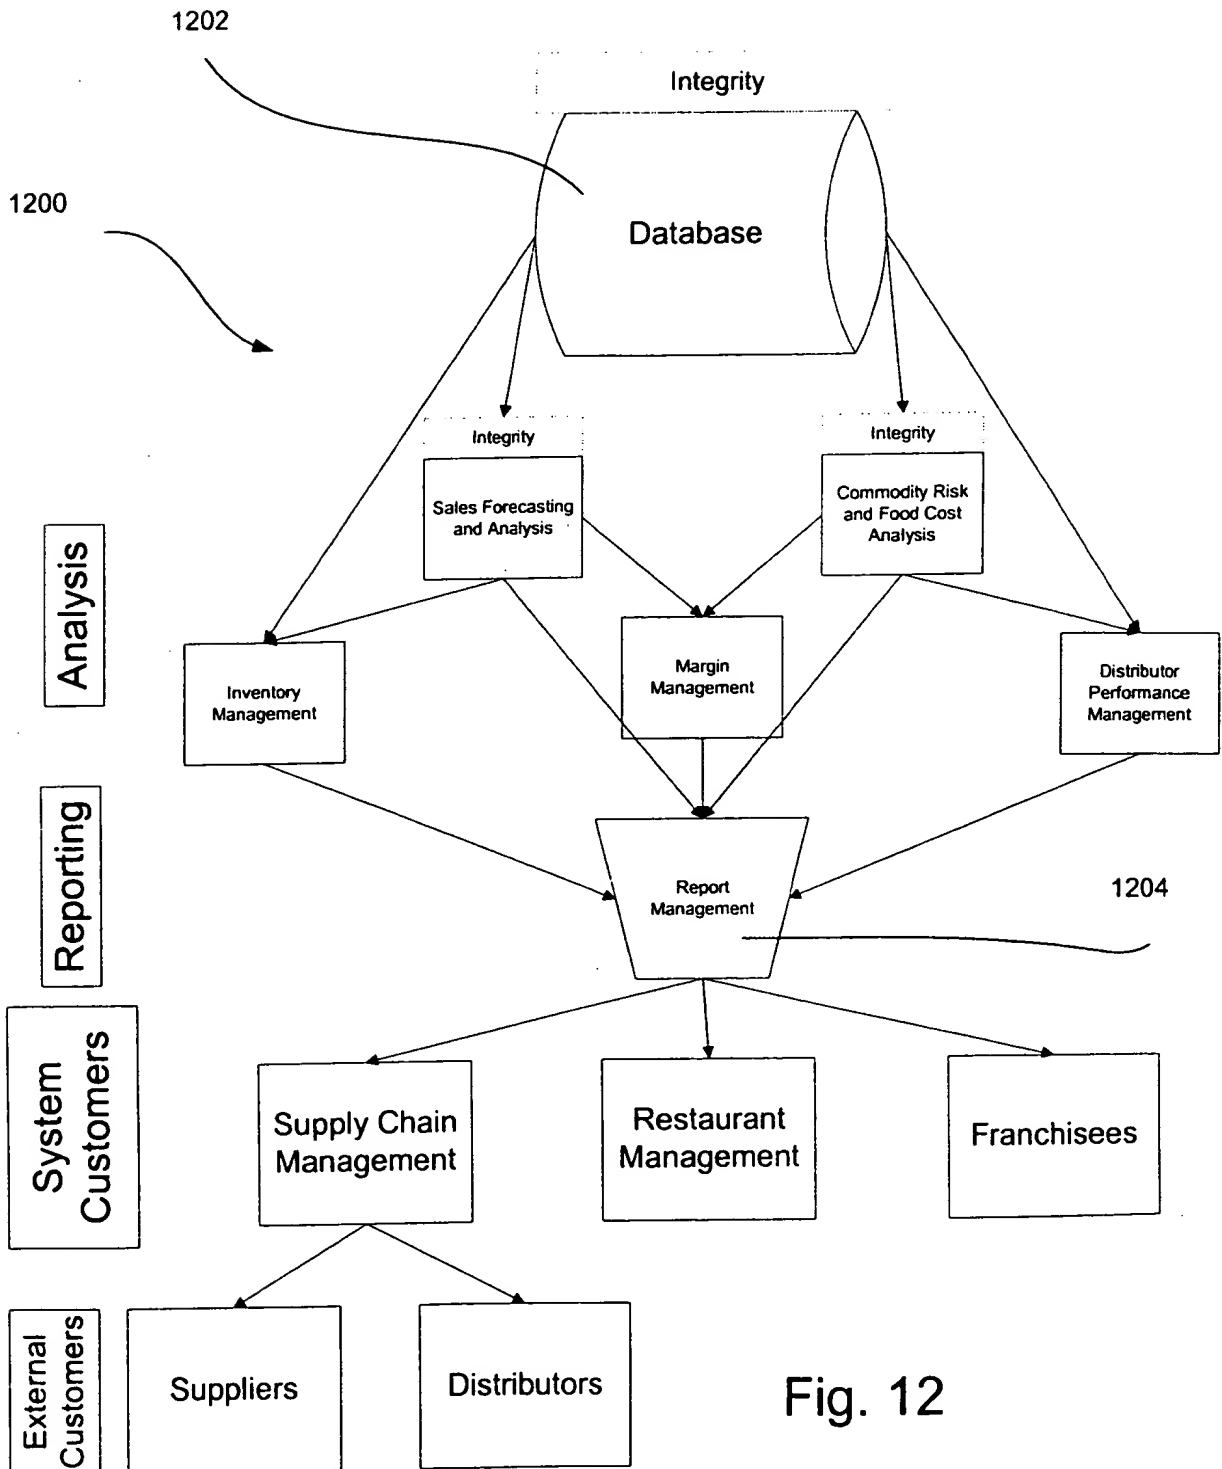 1202
Integrity
1200
Database
Integrity
Integrity
Sales Forecasting
and Analysis
Commodity Risk
and Food Cost
Analysis
Analysis
Inventory
Management
Margin
Management
Distributor
Performance
Management
Reporting
Report
Management
1204
System
Customers
Supply Chain
Management
Restaurant
Management
Franchisees
External
Customers
Suppliers
Distributors
Fig. 12